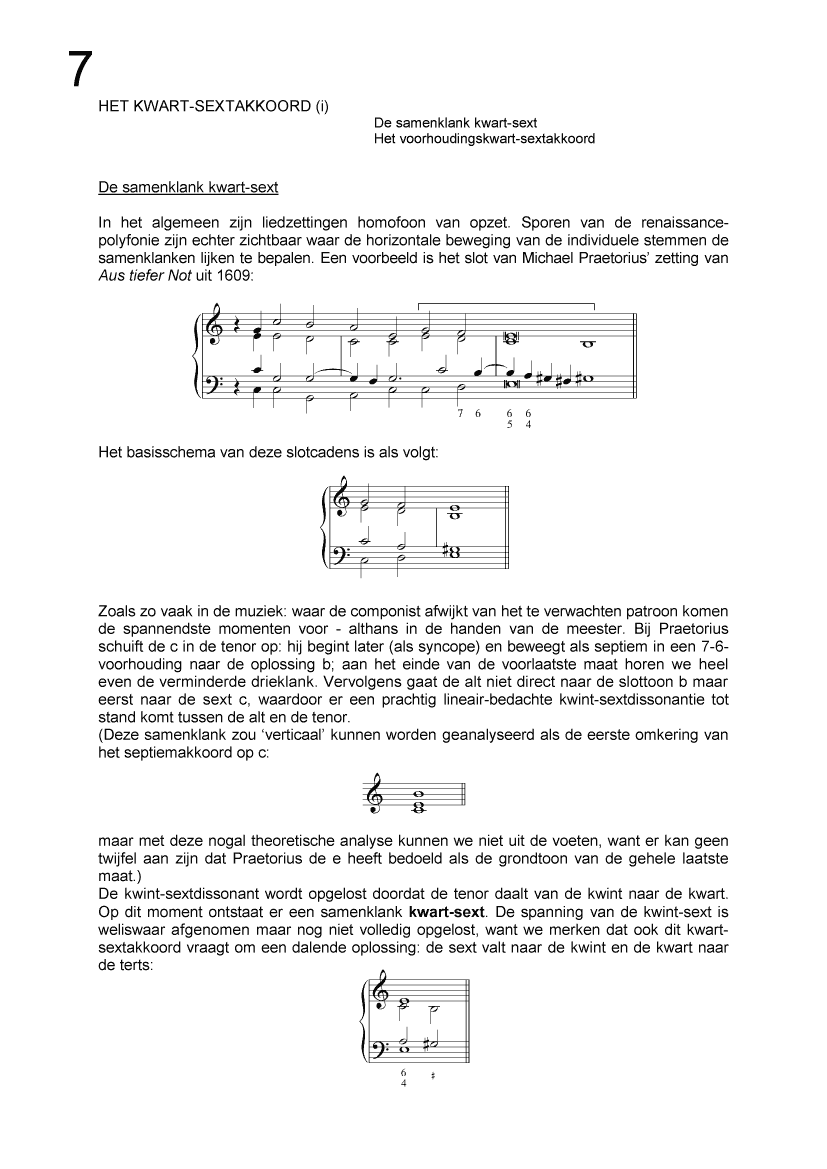 7
HET KWART-SEXTAKKOORD (i)
De samenklank kwart-sext
Het voorhoudingskwart-sextakkoord
De samenklank kwart-sext
In het algemeen zijn liedzettingen homofoon van opzet. Sporen van de renaissance-
polyfonie zijn echter zichtbaar waar de horizontale beweging van de individuele stemmen de
samenklanken lijken te bepalen. Een voorbeeld is het slot van Michael Praetorius’ zetting van
Aus tiefer Not uit 1609:
7 6 6 6
5 4
Het basisschema van deze slotcadens is als volgt:
Zoals zo vaak in de muziek: waar de componist afwijkt van het te verwachten patroon komen
de spannendste momenten voor - althans in de handen van de meester. Bij Praetorius
schuift de c in de tenor op: hij begint later (als syncope) en beweegt als septiem in een 7-6-
voorhouding naar de oplossing b; aan het einde van de voorlaatste maat horen we heel
even de verminderde drieklank. Vervolgens gaat de alt niet direct naar de slottoon b maar
eerst naar de sext c, waardoor er een prachtig lineair-bedachte kwint-sextdissonantie tot
stand komt tussen de alt en de tenor.
(Deze samenklank zou ‘verticaal’ kunnen worden geanalyseerd als de eerste omkering van
het septiemakkoord op c:
maar met deze nogal theoretische analyse kunnen we niet uit de voeten, want er kan geen
twijfel aan zijn dat Praetorius de e heeft bedoeld als de grondtoon van de gehele laatste
maat.)
De kwint-sextdissonant wordt opgelost doordat de tenor daalt van de kwint naar de kwart.
Op dit moment ontstaat er een samenklank kwart-sext. De spanning van de kwint-sext is
weliswaar afgenomen maar nog niet volledig opgelost, want we merken dat ook dit kwart-
sextakkoord vraagt om een dalende oplossing: de sext valt naar de kwint en de kwart naar
de terts:
6 ♯
4